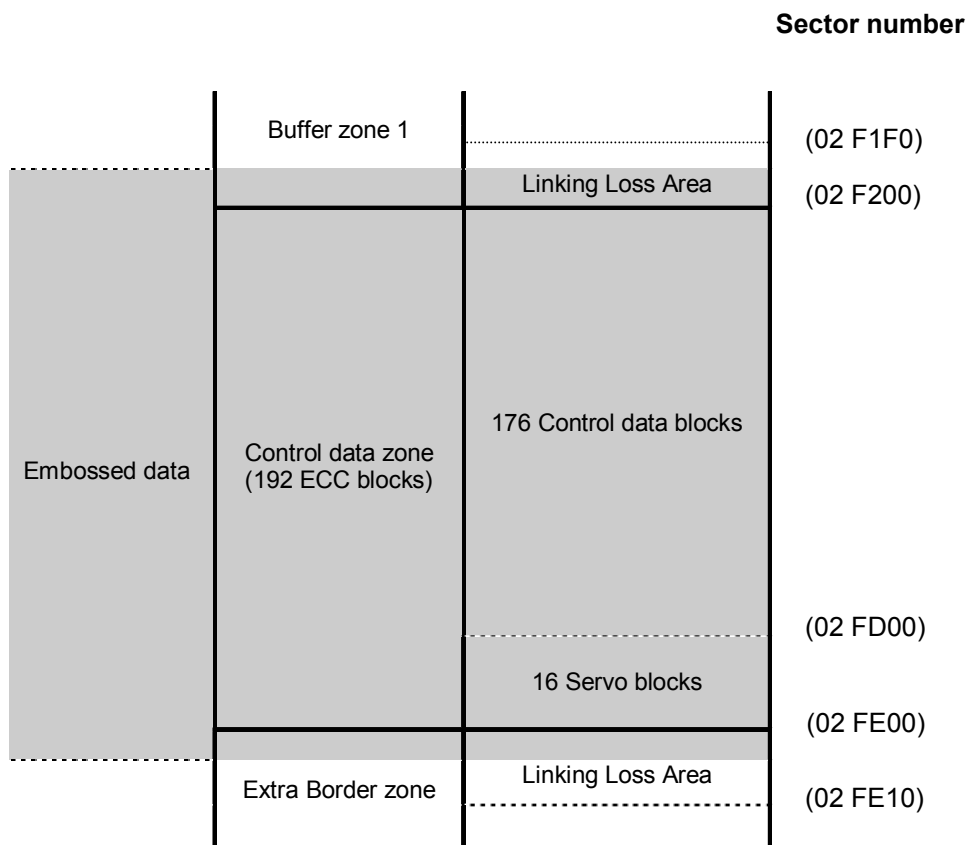 Sector number
Buffer zone 1
(02 F1F0)
Linking Loss Area
(02 F200)
176 Control data blocks
Embossed data
Control data zone
(192 ECC blocks)
(02 FD00)
16 Servo blocks
(02 FE00)
Linking Loss Area
Extra Border zone
(02 FE10)